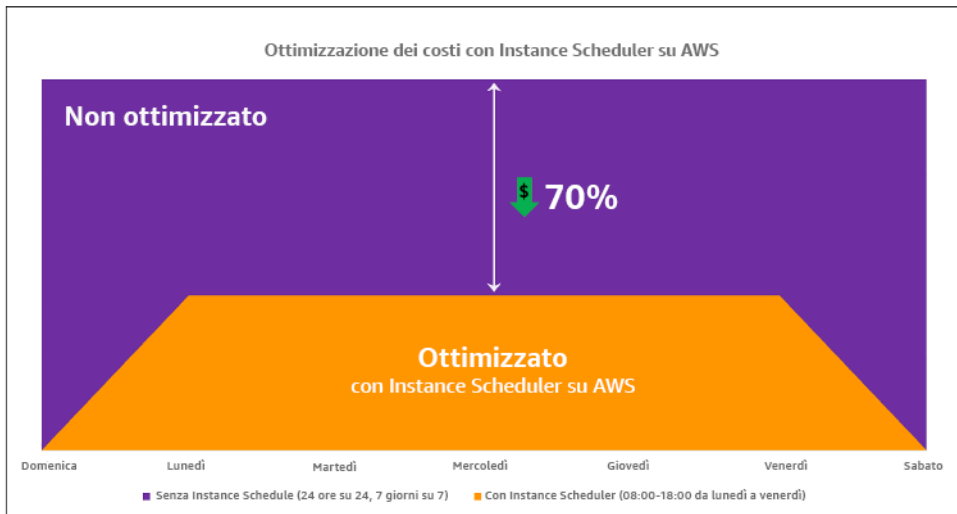 Ottimizzazione dei costi con Instance Scheduler su AWS
Non ottimizzato
$ 70%
Ottimizzato
con Instance Scheduler su AWS
Domenica Lunedì Martedì Mercoledì Giovedì Venerdì Sabato
Senza Instance Schedule (24 ore su 24, 7 giorni su 7) Con Instance Scheduler (08:00-18:00 da lunedì a venerdì)